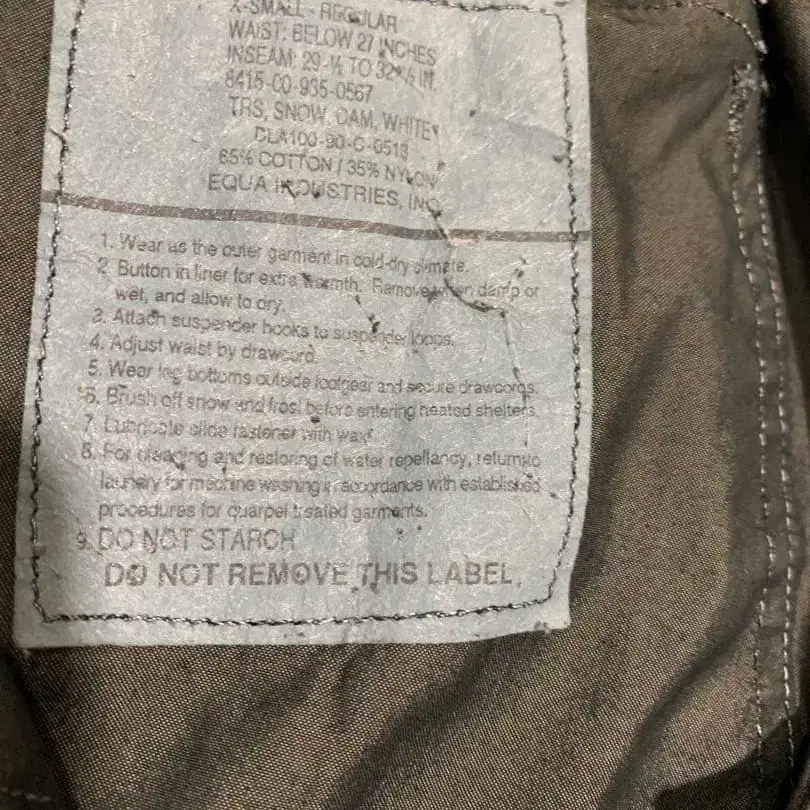 X-SMALL - REGULAR
WAIST: BELOW 27 INCHES
INSEAM: 29-½ TO 32-½ IN.
8415-00-935-0567
TRS, SNOW, CAM, WHITE
DLA100-90-C-0513
65% COTTON / 35% NYLON
EQUA INDUSTRIES, INC.
1. Wear as the outer garment in cold-dry climate.
2. Button in liner for extra warmth. Remove when damp or
wet, and allow to dry.
3. Attach suspender hooks to suspender loops.
4. Adjust waist by drawcord.
5. Wear leg bottoms outside footgear and secure drawcords.
6. Brush off snow and frost before entering heated shelters.
7. Lubricate slide fastener with wax.
8. For cleaning and restoring of water repellancy, return to
laundry for machine washing in accordance with established
procedures for quarpel treated garments.
9. DO NOT STARCH
DO NOT REMOVE THIS LABEL.